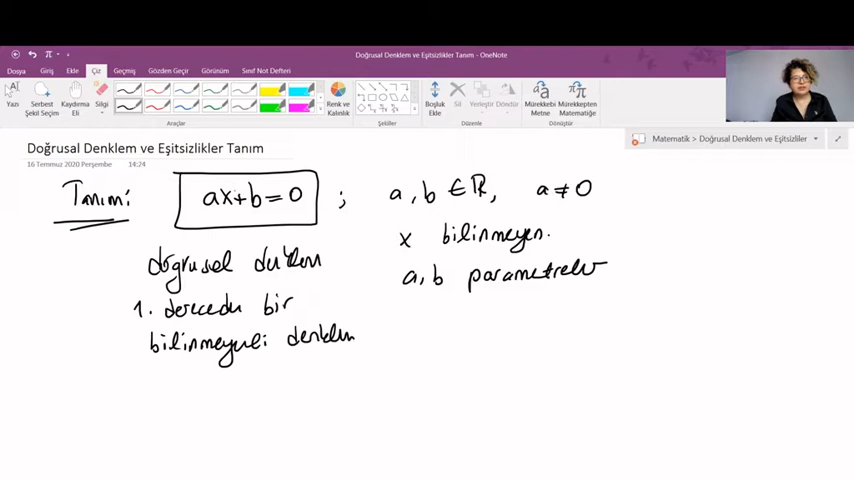 Doğrusal Denklem ve Eşitsizlikler Tanım - OneNote
Dosya Giriş Ekle Çiz Geçmiş Gözden Geçir Görünüm Sınıf Not Defteri
Yazı Serbest Şekil Seçim Kaydırma Eli Silgi Renk ve Kalınlık Boşluk Ekle Sil Yerleştir Döndür Mürekkebi Metne Mürekkepten Matematiğe
Araçlar Şekiller Düzenle Dönüştür
Matematik > Doğrusal Denklem ve Eşitsizliler
Doğrusal Denklem ve Eşitsizlikler Tanım
16 Temmuz 2020 Perşembe 14:24
Tanım: ax+b=0 ; a,b ∈ ℝ, a≠0
x bilinmeyen.
doğrusal denklem
a,b parametreler
1. dereceden bir
bilinmeyenli denklem